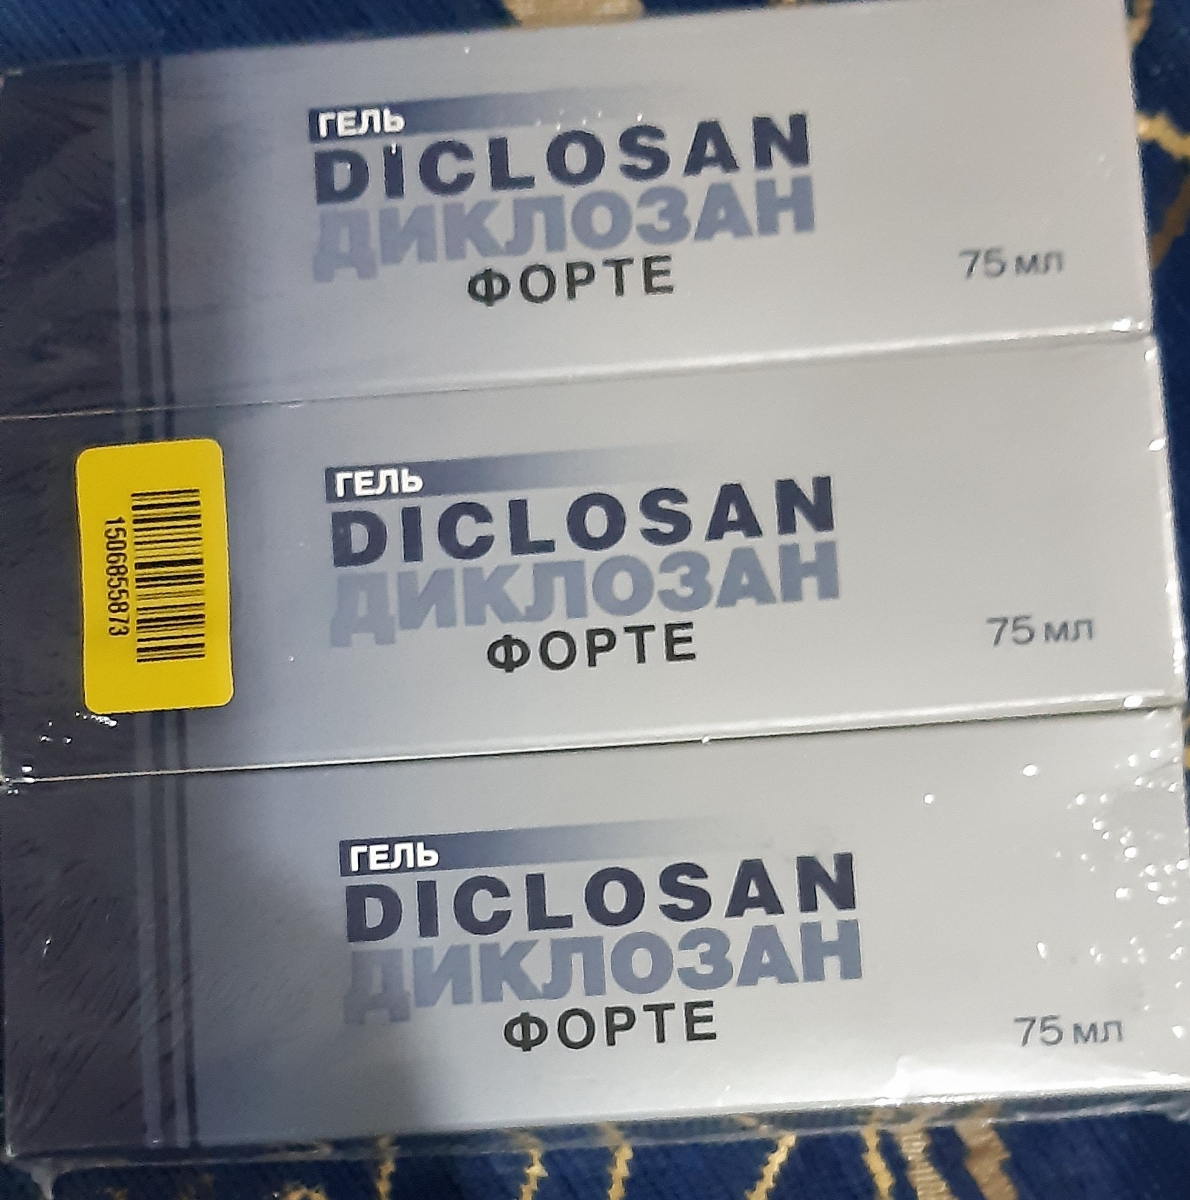 ГЕЛЬ
DICLOSAN
ДИКЛОЗАН
ФОРТЕ
75 мл
ГЕЛЬ
DICLOSAN
ДИКЛОЗАН
ФОРТЕ
75 мл
1506855873
ГЕЛЬ
DICLOSAN
ДИКЛОЗАН
ФОРТЕ
75 мл